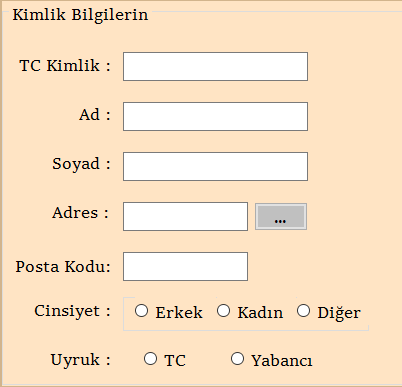 Kimlik Bilgilerin
TC Kimlik :
Ad :
Soyad :
Adres : ...
Posta Kodu:
Cinsiyet : Erkek Kadın Diğer
Uyruk : TC Yabancı